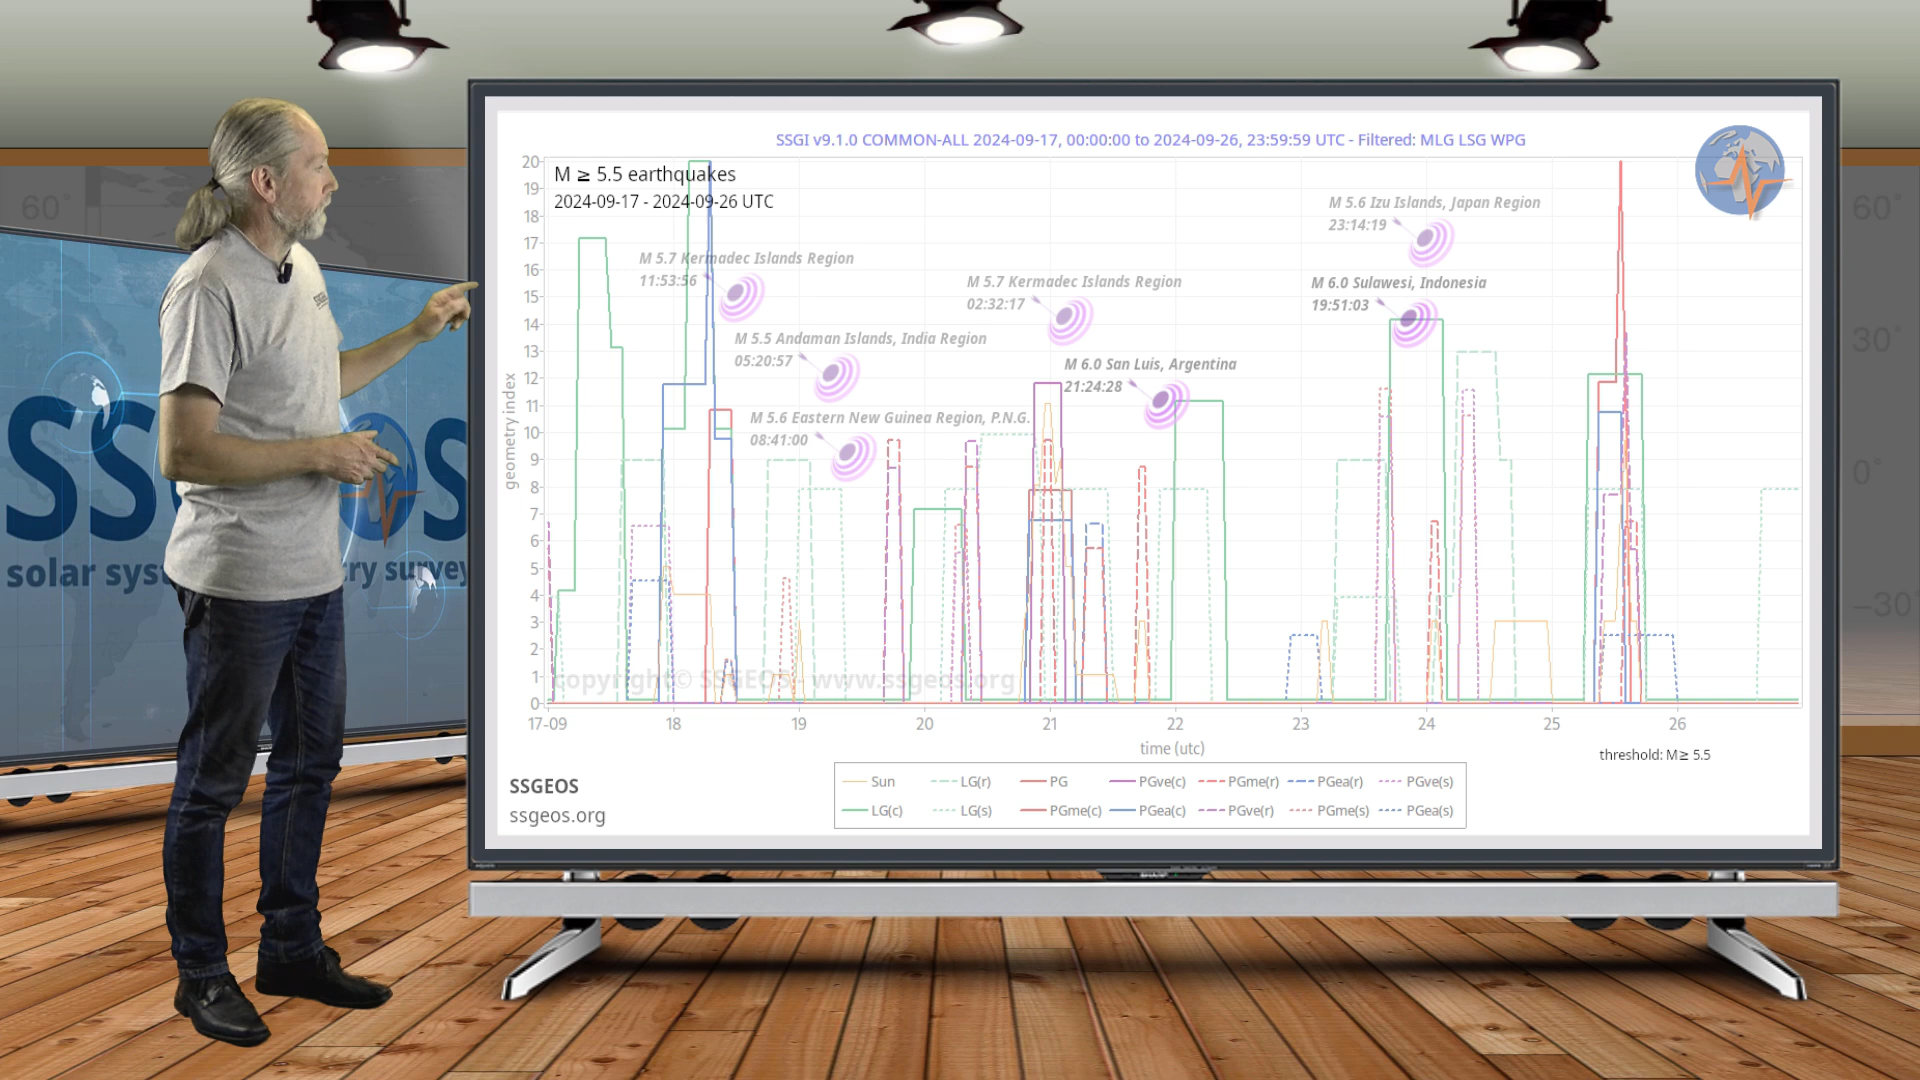 SSGI v9.1.0 COMMON-ALL 2024-09-17, 00:00:00 to 2024-09-26, 23:59:59 UTC - Filtered: MLG LSG WPG
M ≥ 5.5 earthquakes
2024-09-17 - 2024-09-26 UTC
M 5.6 Izu Islands, Japan Region
23:14:19
M 5.7 Kermadec Islands Region
11:53:56
M 5.7 Kermadec Islands Region
02:32:17
M 6.0 Sulawesi, Indonesia
19:51:03
M 5.5 Andaman Islands, India Region
05:20:57
M 6.0 San Luis, Argentina
21:24:28
M 5.6 Eastern New Guinea Region, P.N.G.
08:41:00
geometry index
20
19
18
17
16
15
14
13
12
11
10
9
8
7
6
5
4
3
2
1
0
copyright© SSGEOS - www.ssgeos.org
17-09 18 19 20 21 22 23 24 25 26
time (utc)
threshold: M≥ 5.5
SSGEOS
ssgeos.org
Sun LG(r) PG PGve(c) PGme(r) PGea(r) PGve(s)
LG(c) LG(s) PGme(c) PGea(c) PGve(r) PGme(s) PGea(s)
60°
60°
30°
0°
-30°
SS OS
solar syst ry survey